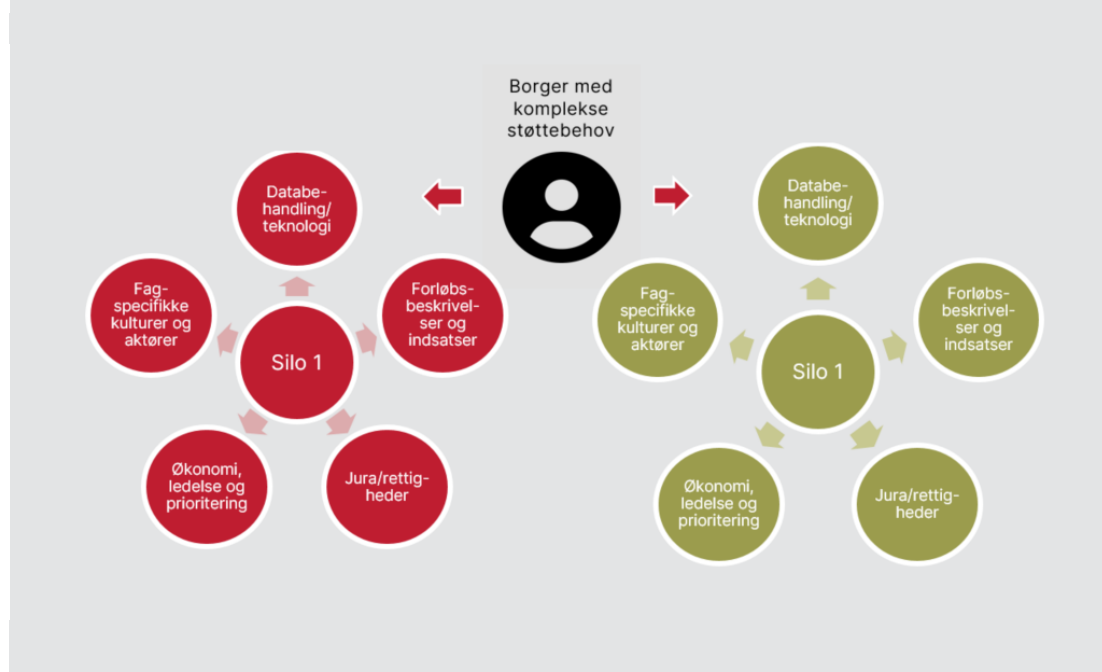 Borger med
komplekse
støttebehov
Databe-
handling/
teknologi
Fag-
specifikke
kulturer og
aktører
Forløbs-
beskrivel-
ser og
indsatser
Silo 1
Økonomi,
ledelse og
prioritering
Jura/rettig-
heder
Databe-
handling/
teknologi
Fag-
specifikke
kulturer og
aktører
Forløbs-
beskrivel-
ser og
indsatser
Silo 1
Økonomi,
ledelse og
prioritering
Jura/rettig-
heder